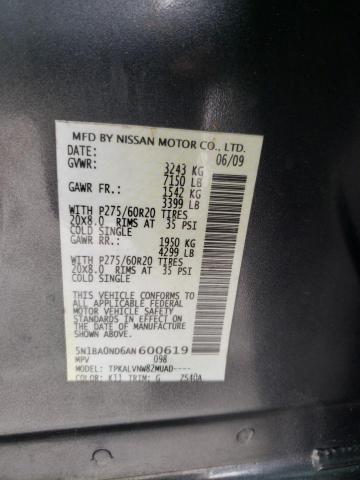 MFD BY NISSAN MOTOR CO., LTD.
DATE: 06/09
GVWR: 3243 KG
7150 LB
GAWR FR.: 1542 KG
3399 LB
WITH P275/60R20 TIRES
20X8.0 RIMS AT 35 PSI
COLD SINGLE
GAWR RR.: 1950 KG
4299 LB
WITH P275/60R20 TIRES
20X8.0 RIMS AT 35 PSI
COLD SINGLE
THIS VEHICLE CONFORMS TO ALL
APPLICABLE FEDERAL MOTOR
MOTOR VEHICLE SAFETY
STANDARDS IN EFFECT ON THE
DATE OF MANUFACTURE SHOWN
ABOVE.
5N1BA0ND6AN600619
MPV 098
MODEL: TPKALVNW82MUAD----
COLOR: K11 TRIM: G 7540A